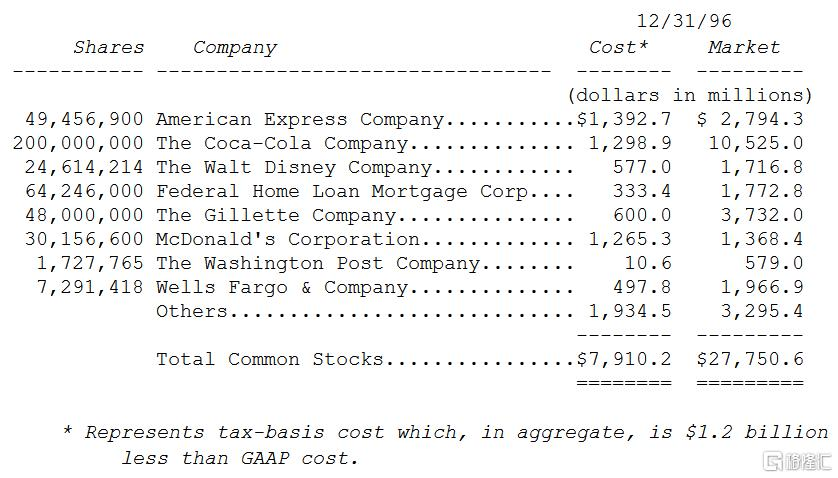 12/31/96
Shares Company Cost* Market
----------- --------------------------------- -------- ---------
(dollars in millions)
49,456,900 American Express Company...........$1,392.7 $ 2,794.3
200,000,000 The Coca-Cola Company.............. 1,298.9 10,525.0
24,614,214 The Walt Disney Company............ 577.0 1,716.8
64,246,000 Federal Home Loan Mortgage Corp.... 333.4 1,772.8
48,000,000 The Gillette Company............... 600.0 3,732.0
30,156,600 McDonald's Corporation............. 1,265.3 1,368.4
1,727,765 The Washington Post Company........ 10.6 579.0
7,291,418 Wells Fargo & Company.............. 497.8 1,966.9
Others............................. 1,934.5 3,295.4
-------- ---------
Total Common Stocks................$7,910.2 $27,750.6
======== =========
* Represents tax-basis cost which, in aggregate, is $1.2 billion
less than GAAP cost.
格隆汇